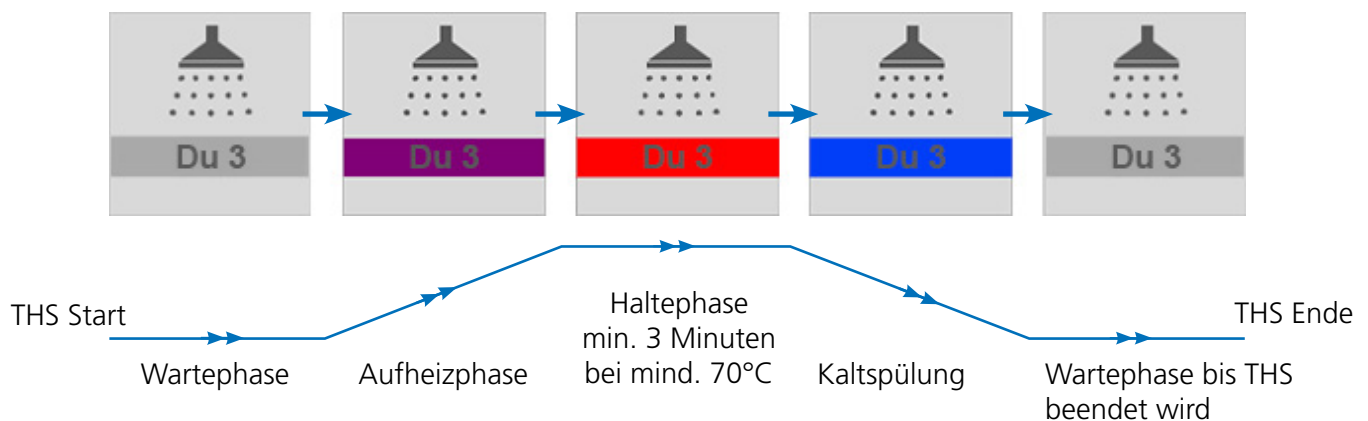 Du 3
Du 3
Du 3
Du 3
Du 3
THS Start
THS Ende
Wartephase
Aufheizphase
Haltephase
min. 3 Minuten
bei mind. 70°C
Kaltspülung
Wartephase bis THS
beendet wird